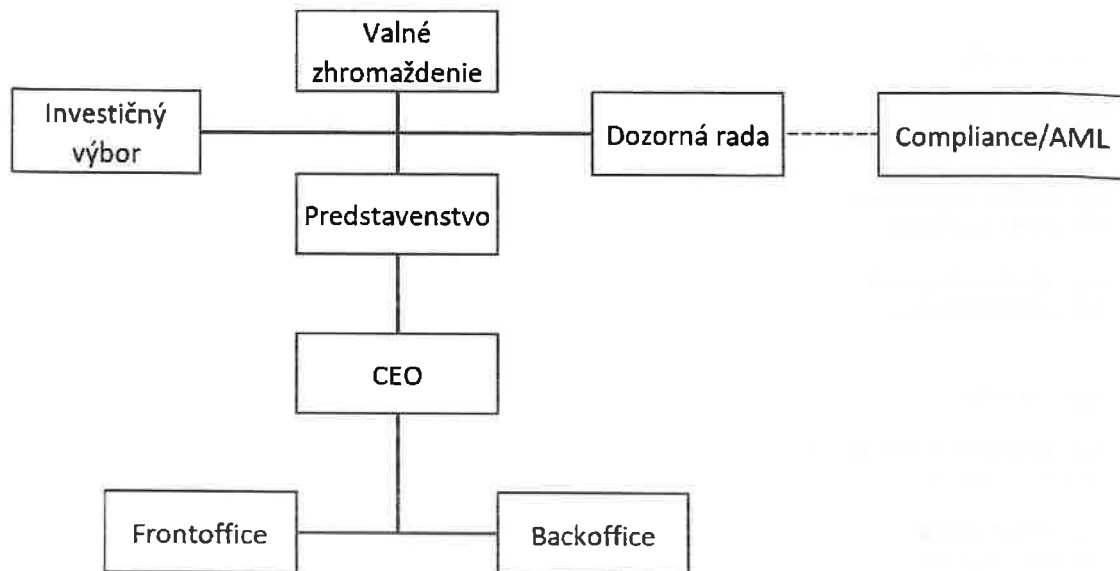 Valné
zhromaždenie
Investičný
výbor
Dozorná rada
Compliance/AML
Predstavenstvo
CEO
Frontoffice
Backoffice